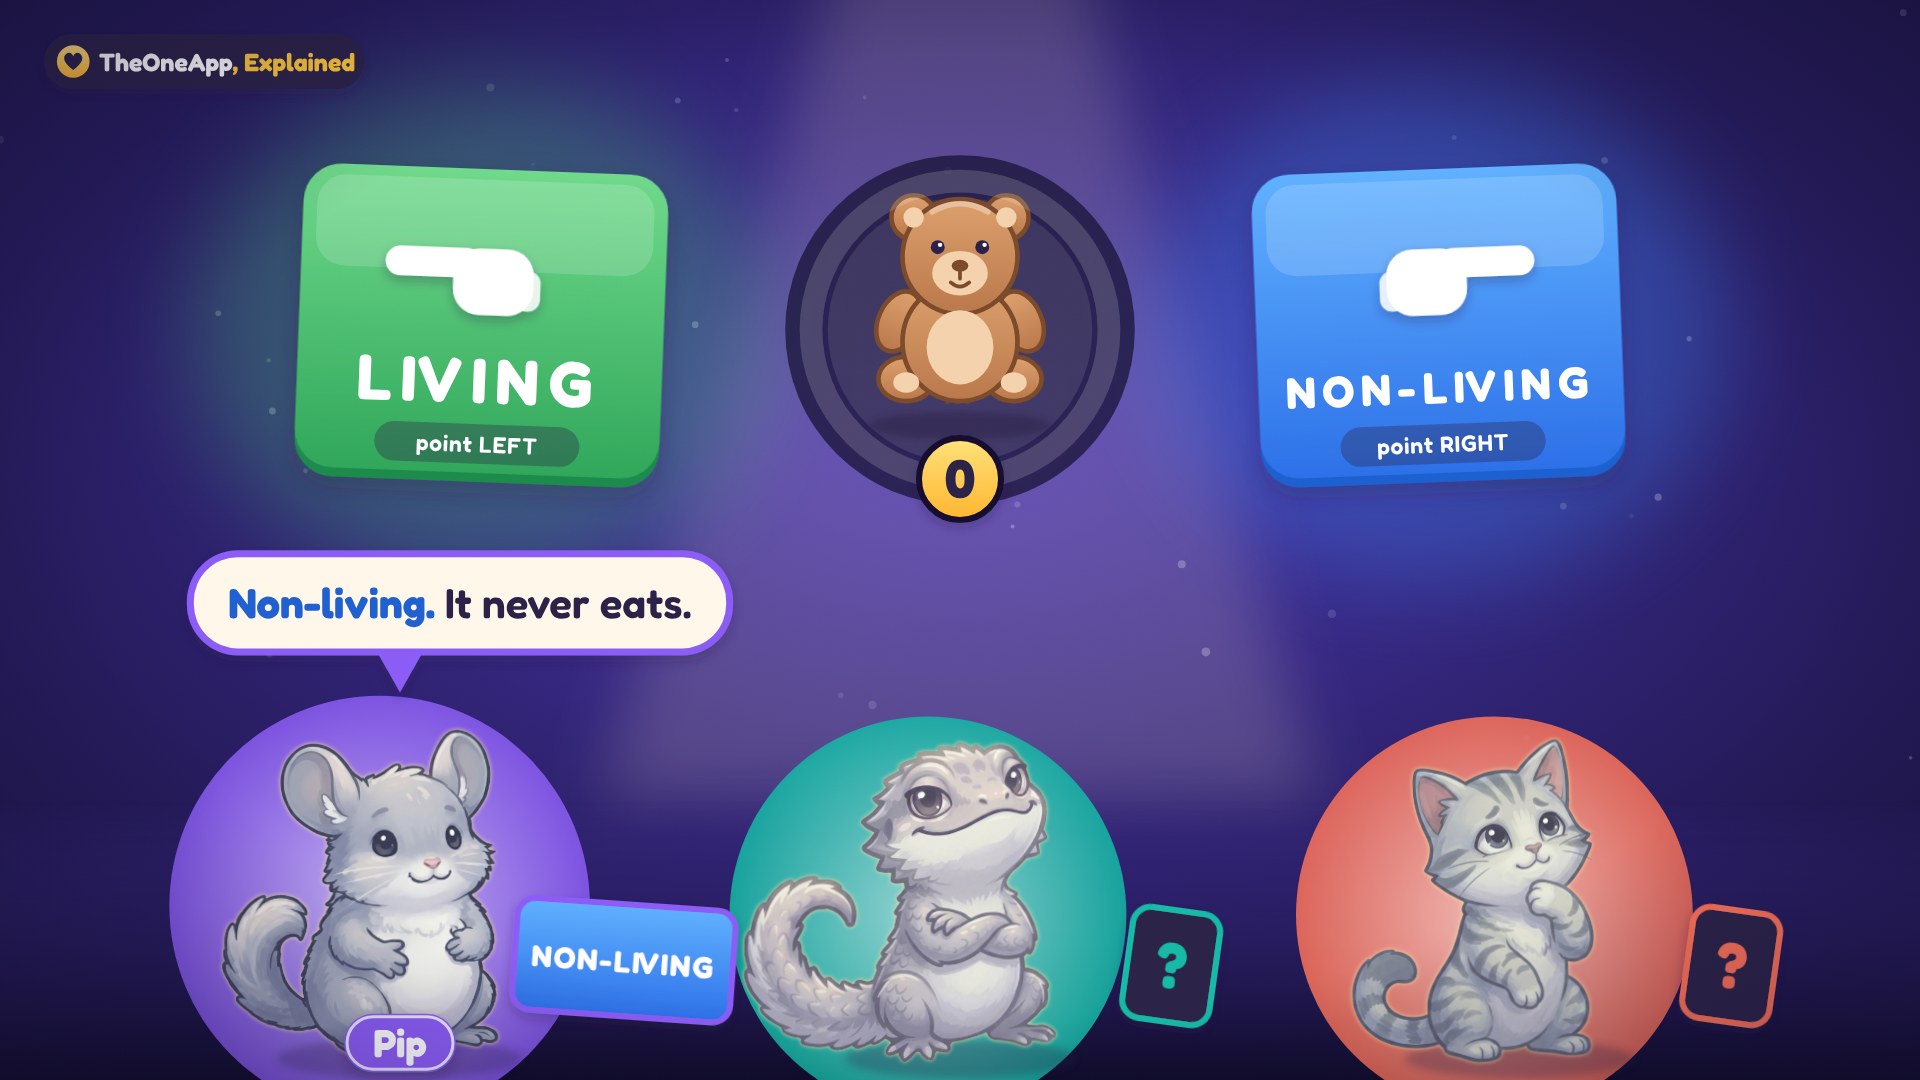 TheOneApp, Explained
LIVING
point LEFT
0
NON-LIVING
point RIGHT
Non-living. It never eats.
NON-LIVING
?
?
Pip